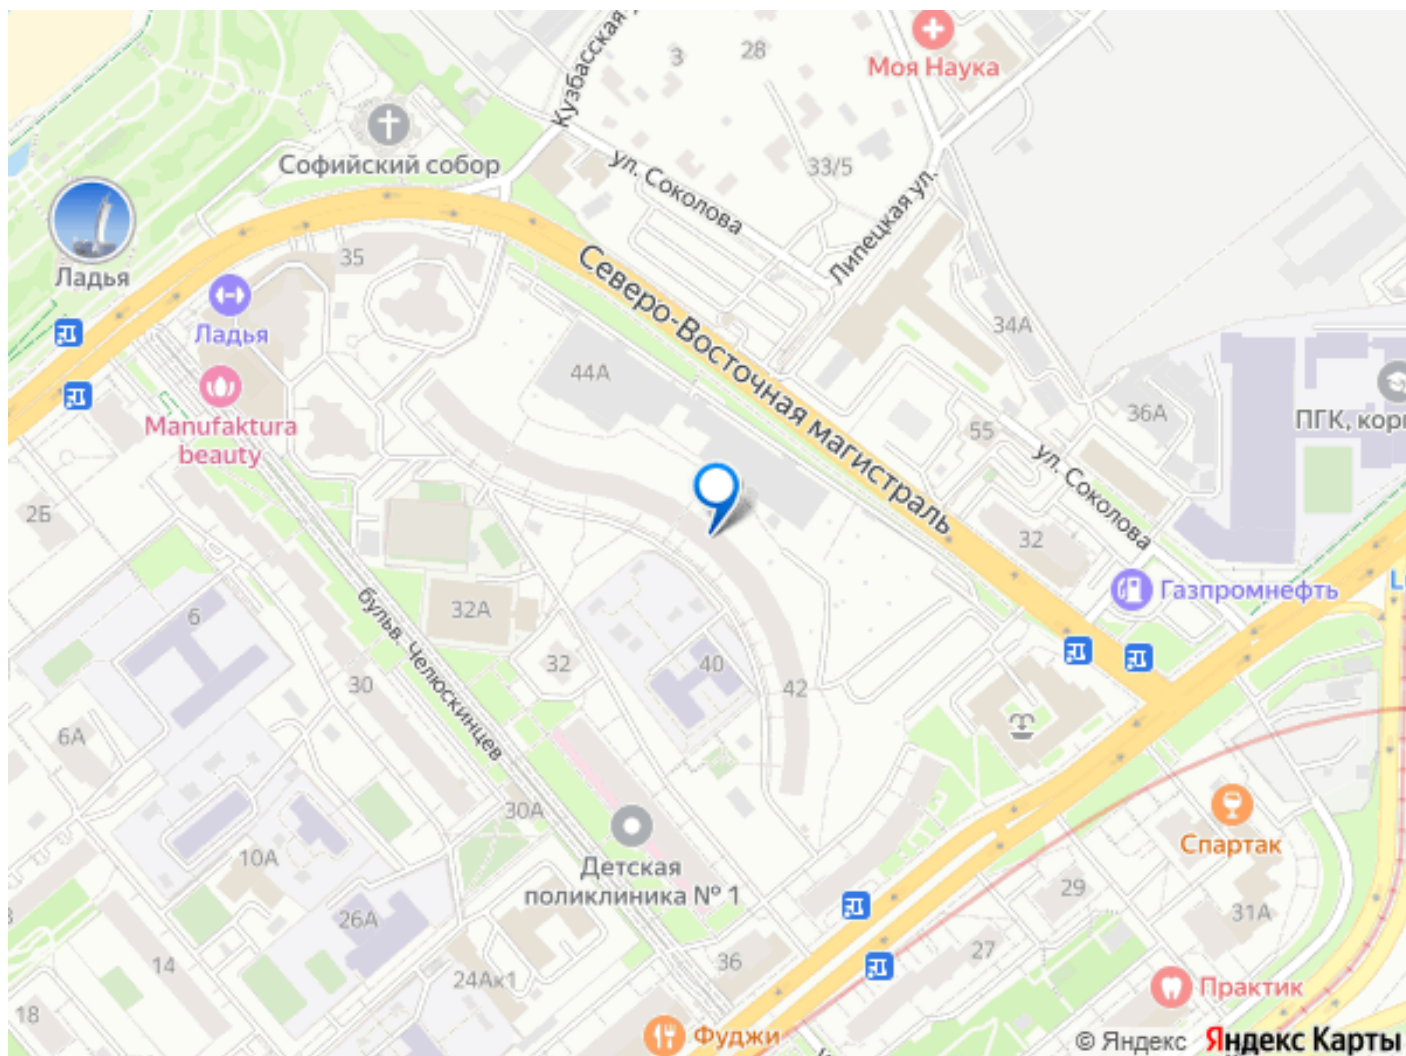 Кузбасская
3
28
Моя Наука
Софийский собор
ул. Соколова
33/5
Липецкая ул.
Ладья
35
Северо-Восточная магистраль
34А
Ладья
44А
36А
Manufaktura
beauty
55
ПГК, кор
ул. Соколова
2Б
32
Газпромнефть
6
32А
бульв. Челюскинцев
32
40
42
30
6А
30А
Спартак
10А
Детская
поликлиника № 1
29
26А
31А
14
36
27
24Ак1
Практик
18
Фуджи
© Яндекс Яндекс Карты